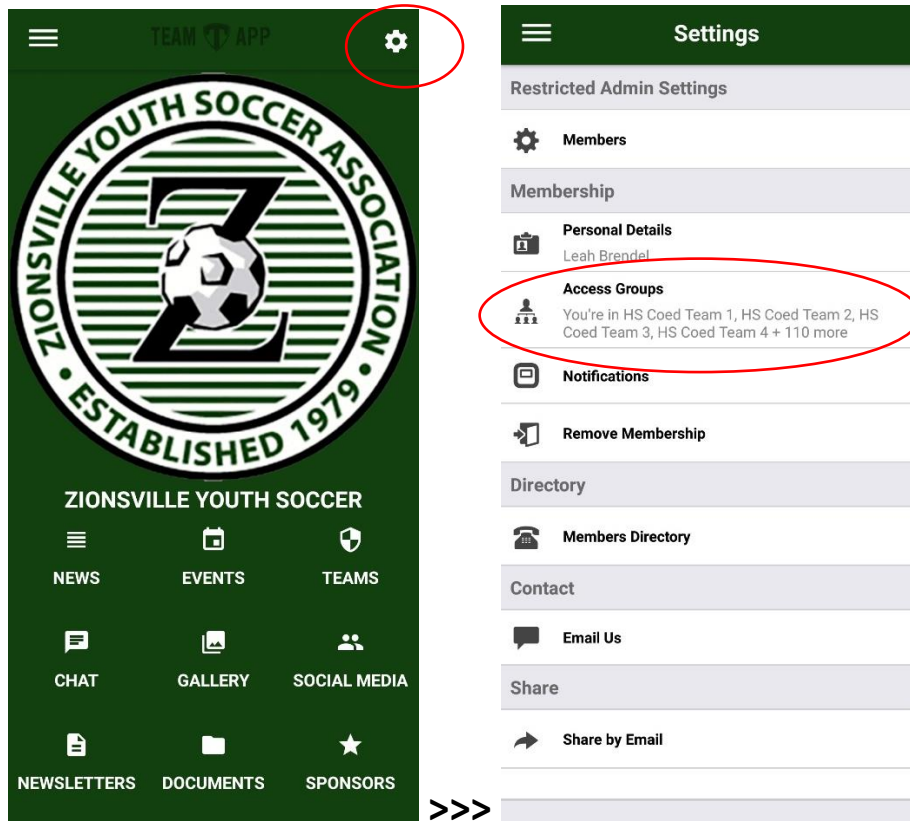 TEAM APP
ZIONSVILLE YOUTH SOCCER ASSOCIATION
• ESTABLISHED 1979 •
Z
ZIONSVILLE YOUTH SOCCER
NEWS EVENTS TEAMS
CHAT GALLERY SOCIAL MEDIA
NEWSLETTERS DOCUMENTS SPONSORS
>>>
Settings
Restricted Admin Settings
Members
Membership
Personal Details
Leah Brendel
Access Groups
You're in HS Coed Team 1, HS Coed Team 2, HS
Coed Team 3, HS Coed Team 4 + 110 more
Notifications
Remove Membership
Directory
Members Directory
Contact
Email Us
Share
Share by Email